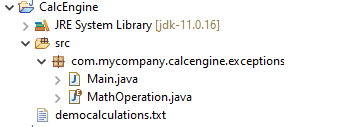 CalcEngine
JRE System Library [jdk-11.0.16]
src
com.mycompany.calcengine.exceptions
Main.java
MathOperation.java
democalculations.txt